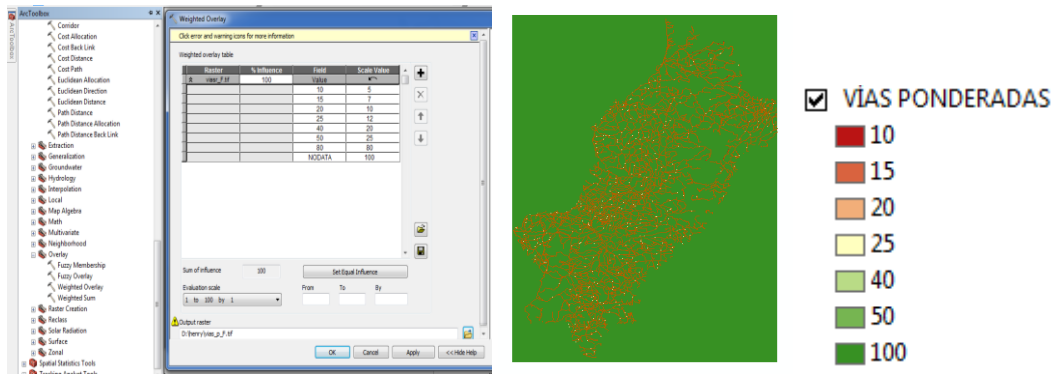 ArcToolbox
ArcToolbox
Corridor
Cost Allocation
Cost Back Link
Cost Distance
Cost Path
Euclidean Allocation
Euclidean Direction
Euclidean Distance
Path Distance
Path Distance Allocation
Path Distance Back Link
Extraction
Generalization
Groundwater
Hydrology
Interpolation
Local
Map Algebra
Math
Multivariate
Neighborhood
Overlay
Fuzzy Membership
Fuzzy Overlay
Weighted Overlay
Weighted Sum
Raster Creation
Reclass
Solar Radiation
Surface
Zonal
Spatial Statistics Tools
Tracking Analyst Tools
Weighted Overlay
Click error and warning icons for more information
Weighted overlay table
Raster % Influence Field Scale Value
100 Value
10 5
15 7
20 10
25 12
40 20
50 25
80 80
NODATA 100
Sum of influence 100 Set Equal Influence
Evaluation scale From To By
1 to 100 by 1
Output raster
OK Cancel Apply << Hide Help
VÍAS PONDERADAS
10
15
20
25
40
50
100